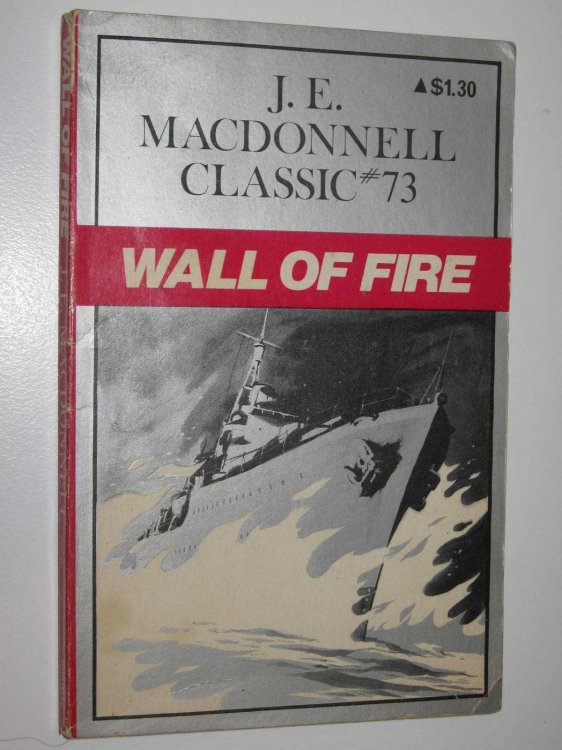 WALL OF FIRE J.E. MACDONNELL
▲$1.30
J. E.
MACDONNELL
CLASSIC #73
WALL OF FIRE